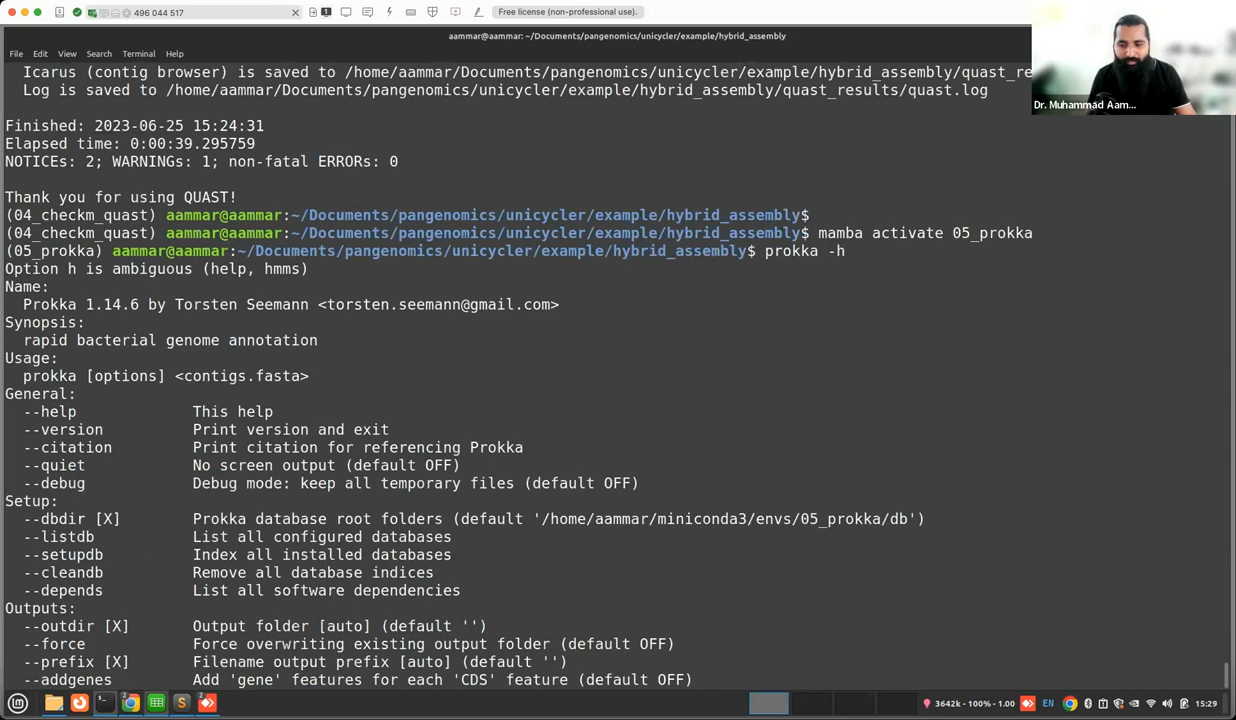 496 044 517
Free license (non-professional use).
aammar@aammar: ~/Documents/pangenomics/unicycler/example/hybrid_assembly
File Edit View Search Terminal Help
Icarus (contig browser) is saved to /home/aammar/Documents/pangenomics/unicycler/example/hybrid_assembly/quast_re
Log is saved to /home/aammar/Documents/pangenomics/unicycler/example/hybrid_assembly/quast_results/quast.log
Dr. Muhammad Aam...
Finished: 2023-06-25 15:24:31
Elapsed time: 0:00:39.295759
NOTICEs: 2; WARNINGs: 1; non-fatal ERRORs: 0
Thank you for using QUAST!
(04_checkm_quast) aammar@aammar:~/Documents/pangenomics/unicycler/example/hybrid_assembly$
(04_checkm_quast) aammar@aammar:~/Documents/pangenomics/unicycler/example/hybrid_assembly$ mamba activate 05_prokka
(05_prokka) aammar@aammar:~/Documents/pangenomics/unicycler/example/hybrid_assembly$ prokka -h
Option h is ambiguous (help, hmms)
Name:
Prokka 1.14.6 by Torsten Seemann <torsten.seemann@gmail.com>
Synopsis:
rapid bacterial genome annotation
Usage:
prokka [options] <contigs.fasta>
General:
--help This help
--version Print version and exit
--citation Print citation for referencing Prokka
--quiet No screen output (default OFF)
--debug Debug mode: keep all temporary files (default OFF)
Setup:
--dbdir [X] Prokka database root folders (default '/home/aammar/miniconda3/envs/05_prokka/db')
--listdb List all configured databases
--setupdb Index all installed databases
--cleandb Remove all database indices
--depends List all software dependencies
Outputs:
--outdir [X] Output folder [auto] (default '')
--force Force overwriting existing output folder (default OFF)
--prefix [X] Filename output prefix [auto] (default '')
--addgenes Add 'gene' features for each 'CDS' feature (default OFF)
3642k - 100% - 1.00 EN 15:29